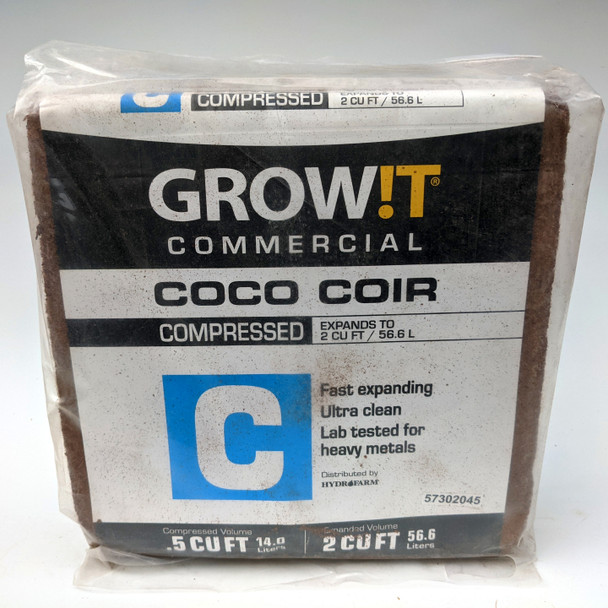 C
COMPRESSED
EXPANDS TO
2 CU FT / 56.6 L
GROW!T®
COMMERCIAL
COCO COIR
COMPRESSED
EXPANDS TO
2 CU FT / 56.6 L
C
Fast expanding
Ultra clean
Lab tested for
heavy metals
Distributed by
HYDROFARM
57302045
Compressed Volume
.5 CU FT 14.0 Liters
Expanded Volume
2 CU FT 56.6 Liters